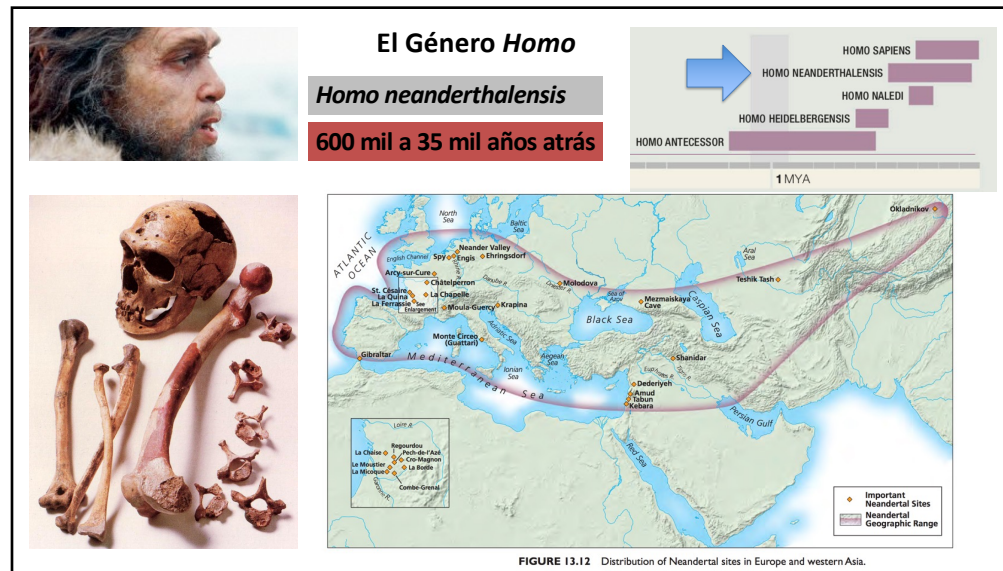 El Género Homo
Homo neanderthalensis
600 mil a 35 mil años atrás
HOMO SAPIENS
HOMO NEANDERTHALENSIS
HOMO NALEDI
HOMO HEIDELBERGENSIS
HOMO ANTECESSOR
1 MYA
ATLANTIC
OCEAN
North
Sea
Baltic
Sea
Okladnikov
English Channel
Neander Valley
Spy
Engis
Ehringsdorf
Aral
Sea
Arcy-sur-Cure
Châtelperron
Molodova
Teshik Tash
Danube R.
St. Césaire
La Quina
La Ferrassie
See
Enlargement
La Chapelle
Moula-Guercy
Krapina
Sea of
Azov
Mezmaiskaya
Cave
Caspian Sea
Black Sea
Adriatic Sea
Monte Circeo
(Guattari)
Gibraltar
Mediterranean Sea
Ionian
Sea
Aegean
Sea
Shanidar
Euphrates R.
Tigris R.
Dederiyeh
Amud
Tabun
Kebara
Persian Gulf
Red Sea
Loire R.
Regourdou
La Chaise
Pech-de-l'Azé
Cro-Magnon
Le Moustier
La Borde
La Micoque
Combe-Grenal
Garonne R.
Important
Neandertal Sites
Neandertal
Geographic Range
FIGURE 13.12 Distribution of Neandertal sites in Europe and western Asia.